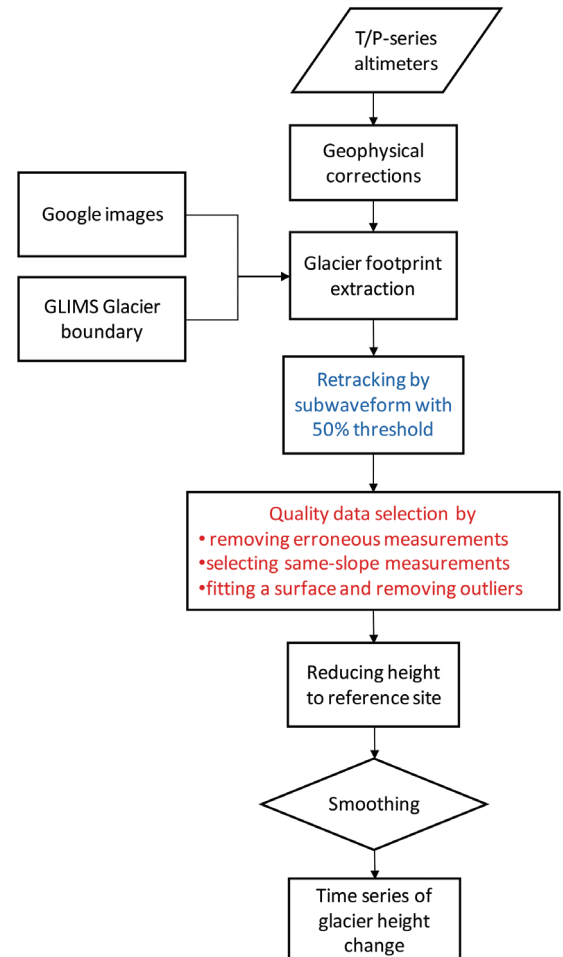 T/P-series
altimeters
Geophysical
corrections
Google images
GLIMS Glacier
boundary
Glacier footprint
extraction
Retracking by
subwaveform with
50% threshold
Quality data selection by
• removing erroneous measurements
•selecting same-slope measurements
•fitting a surface and removing outliers
Reducing height
to reference site
Smoothing
Time series of
glacier height
change